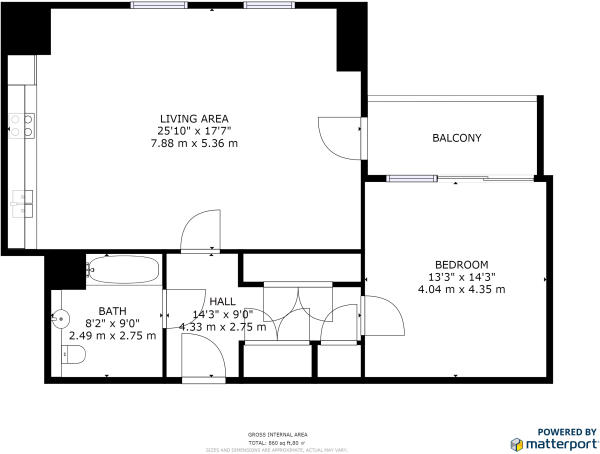 LIVING AREA
25'10" x 17'7"
7.88 m x 5.36 m
BALCONY
BEDROOM
13'3" x 14'3"
4.04 m x 4.35 m
HALL
14'3" x 9'0"
4.33 m x 2.75 m
BATH
8'2" x 9'0"
2.49 m x 2.75 m
GROSS INTERNAL AREA
TOTAL: 860 sq ft,80 ㎡
SIZES AND DIMENSIONS ARE APPROXIMATE, ACTUAL MAY VARY.
POWERED BY
matterport